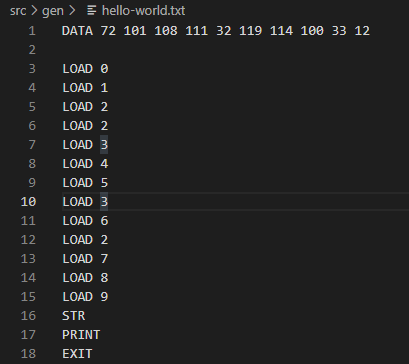 src > gen > hello-world.txt
1 DATA 72 101 108 111 32 119 114 100 33 12
2
3 LOAD 0
4 LOAD 1
5 LOAD 2
6 LOAD 2
7 LOAD 3
8 LOAD 4
9 LOAD 5
10 LOAD 3
11 LOAD 6
12 LOAD 2
13 LOAD 7
14 LOAD 8
15 LOAD 9
16 STR
17 PRINT
18 EXIT